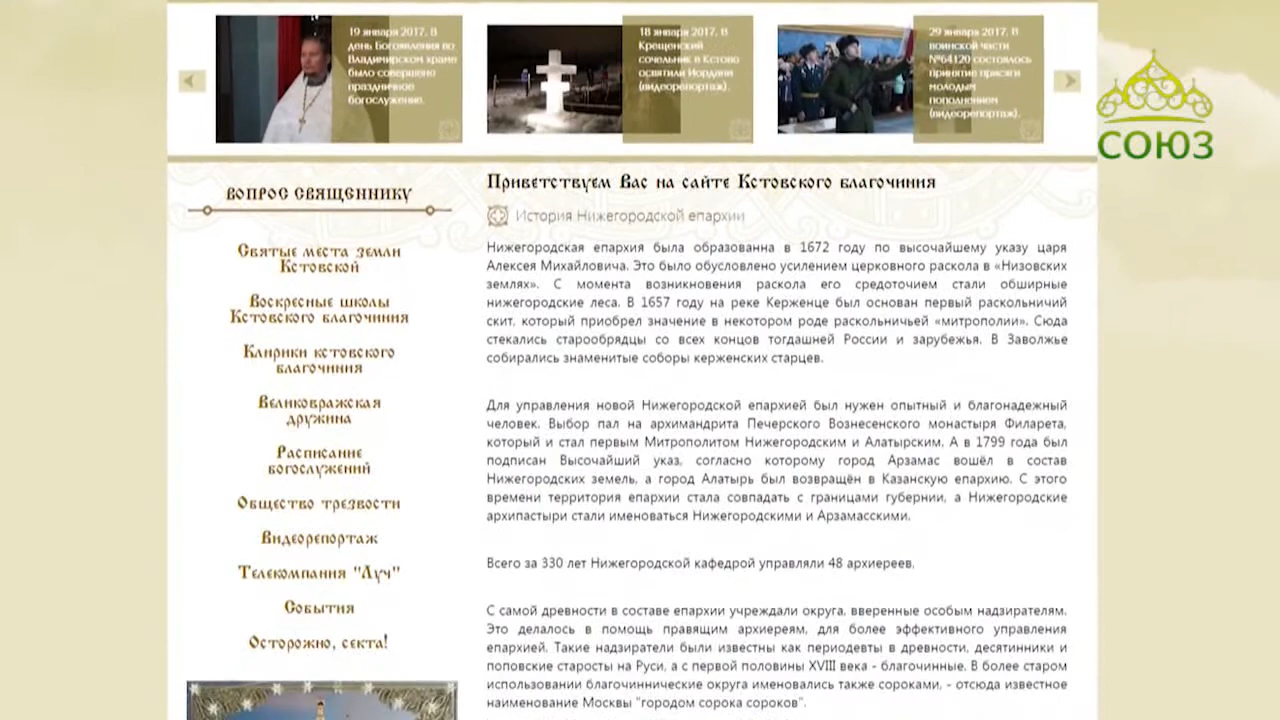 19 января 2017. В
день Богоявления во
Владимирском храме
было совершено
праздничное
богослужение.
18 января 2017. В
Крещенский
сочельник в Кстово
освятили Иордани
(видеорепортаж).
29 января 2017. В
воинской части
№64120 состоялось
принятие присяги
молодым
пополнением
(видеорепортаж).
СОЮЗ
ВОПРОС СВЯЩЕННИКУ
Святые места земли
Кстовской
Воскресные школы
Кстовского благочиния
Клирики кстовского
благочиния
Великовражская
дружина
Расписание
богослужений
Общество трезвости
Видеорепортаж
Телекомпания "Луч"
События
Осторожно, секта!
Приветствуем Вас на сайте Кстовского благочиния
История Нижегородской епархии
Нижегородская епархия была образованна в 1672 году по высочайшему указу царя
Алексея Михайловича. Это было обусловлено усилением церковного раскола в «Низовских
землях». С момента возникновения раскола его средоточием стали обширные
нижегородские леса. В 1657 году на реке Керженце был основан первый раскольничий
скит, который приобрел значение в некотором роде раскольничьей «митрополии». Сюда
стекались старообрядцы со всех концов тогдашней России и зарубежья. В Заволжье
собирались знаменитые соборы керженских старцев.
Для управления новой Нижегородской епархией был нужен опытный и благонадежный
человек. Выбор пал на архимандрита Печерского Вознесенского монастыря Филарета,
который и стал первым Митрополитом Нижегородским и Алатырским. А в 1799 года был
подписан Высочайший указ, согласно которому город Арзамас вошёл в состав
Нижегородских земель, а город Алатырь был возвращён в Казанскую епархию. С этого
времени территория епархии стала совпадать с границами губернии, а Нижегородские
архипастыри стали именоваться Нижегородскими и Арзамасскими.
Всего за 330 лет Нижегородской кафедрой управляли 48 архиереев.
С самой древности в составе епархии учреждали округа, вверенные особым надзирателям.
Это делалось в помощь правящим архиереям, для более эффективного управления
епархией. Такие надзиратели были известны как периодевты в древности, десятинники и
поповские старосты на Руси, а с первой половины XVIII века - благочинные. В более старом
использовании благочиннические округа именовались также сороками, - отсюда известное
наименование Москвы "городом сорока сороков".